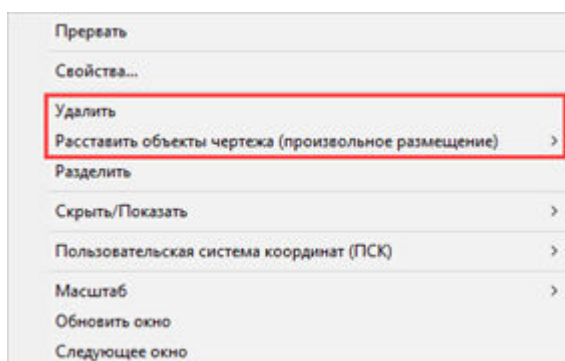 Прервать
Свойства...
Удалить
Расставить объекты чертежа (произвольное размещение)
Разделить
Скрыть/Показать
Пользовательская система координат (ПСК)
Масштаб
Обновить окно
Следующее окно